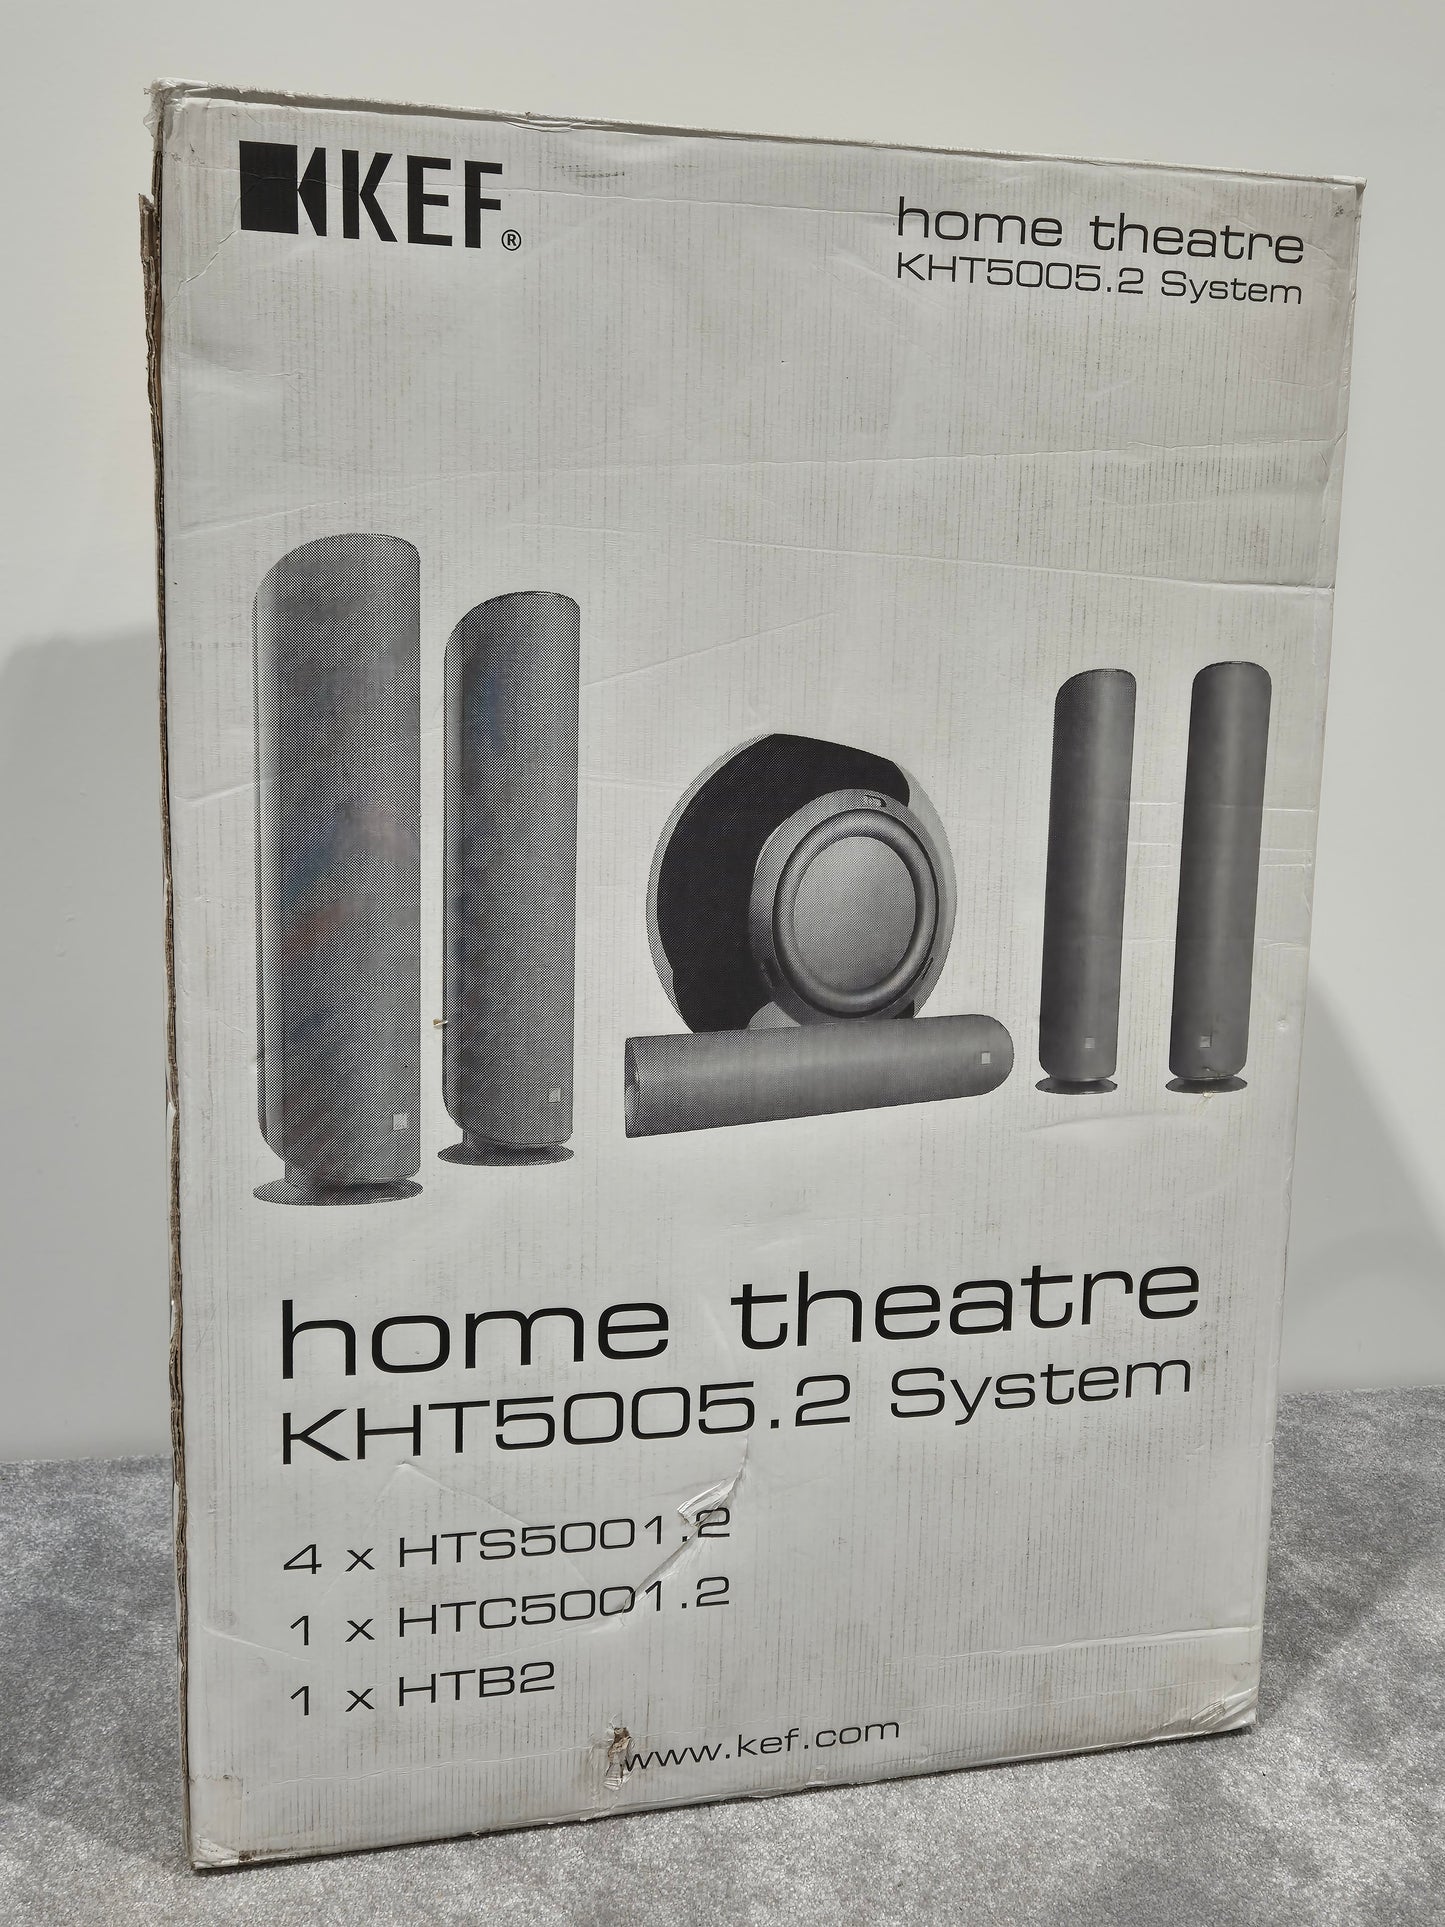 KEF®
home theatre
KHT5005.2 System
home theatre
KHT5005.2 System
4 x HTS5001.2
1 x HTC5001.2
1 x HTB2
www.kef.com